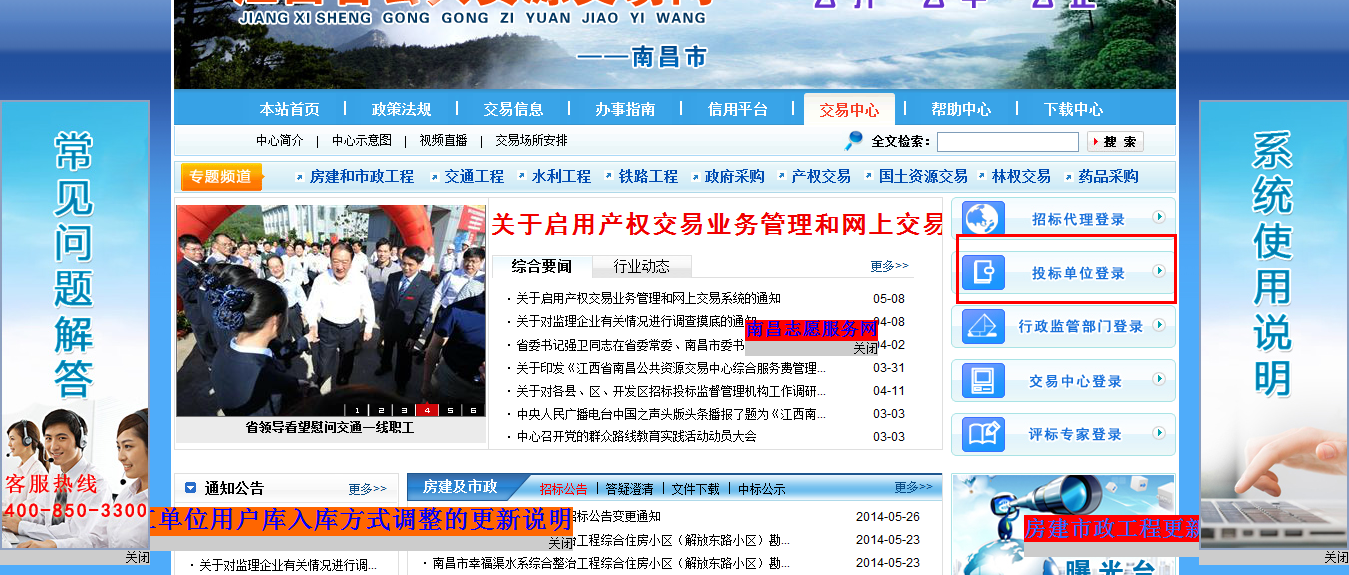 JIANG XI SHENG GONG GONG ZI YUAN JIAO YI WANG
——南昌市
本站首页 | 政策法规 | 交易信息 | 办事指南 | 信用平台 | 交易中心 | 帮助中心 | 下载中心
中心简介 | 中心示意图 | 视频直播 | 交易场所安排
全文检索: 搜 索
专题频道 房建和市政工程 交通工程 水利工程 铁路工程 政府采购 产权交易 国土资源交易 林权交易 药品采购
常见问题解答
客服热线
400-850-3300
关闭
1 2 3 4 5 6
省领导看望慰问交通一线职工
关于启用产权交易业务管理和网上交易
综合要闻 行业动态 更多>>
· 关于启用产权交易业务管理和网上交易系统的通知 05-08
· 关于对监理企业有关情况进行调查摸底的通知 04-08
· 省委书记强卫同志在省委常委、南昌市委书 04-02
· 关于印发《江西省南昌公共资源交易中心综合服务费管理... 03-31
· 关于对各县、区、开发区招标投标监督管理机构工作调研... 04-11
· 中央人民广播电台中国之声头版头条播报了题为《江西南... 03-03
· 中心召开党的群众路线教育实践活动动员大会 03-03
南昌志愿服务网
关闭
招标代理登录
投标单位登录
行政监管部门登录
交易中心登录
评标专家登录
系统使用说明
关闭
通知公告 更多>>
单位用户库入库方式调整的更新说明
关闭
· 关于对监理企业有关情况进行调...
房建及市政 招标公告 | 答疑澄清 | 文件下载 | 中标公示 更多>>
招标公告变更通知 2014-05-26
工程综合住房小区（解放东路小区）勘... 2014-05-23
· 南昌市幸福渠水系综合整治工程综合住房小区（解放东路小区）勘... 2014-05-23
房建市政工程更新
曝光台